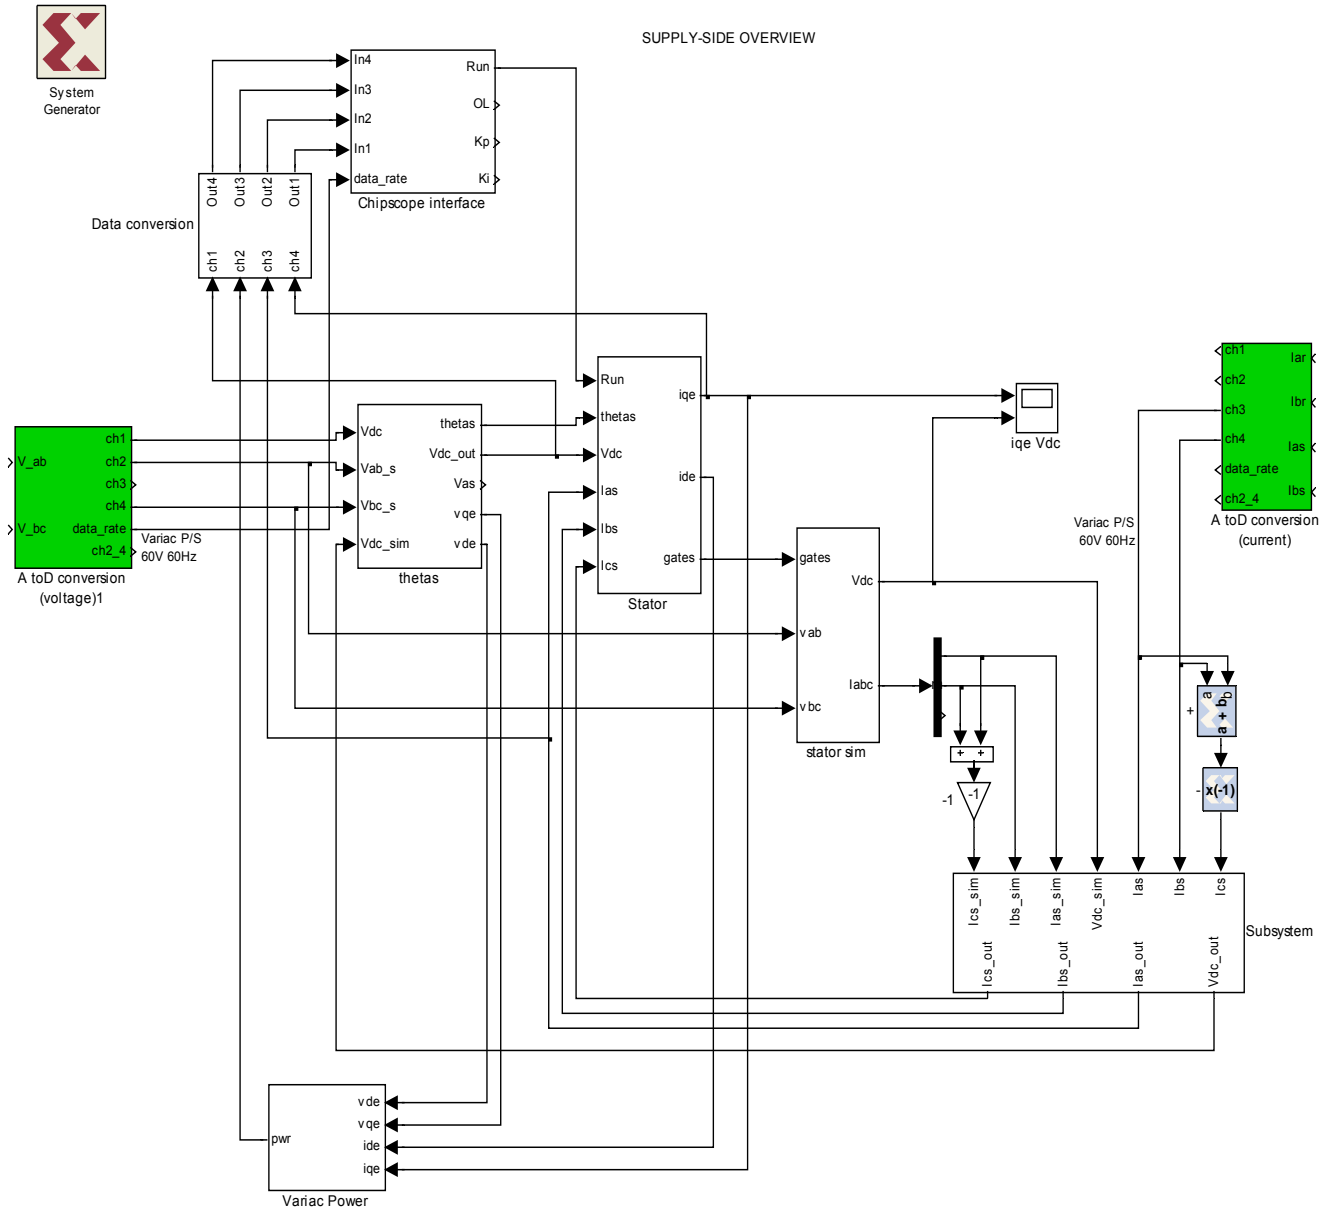 SUPPLY-SIDE OVERVIEW
System
Generator
In4
In3
In2
In1
data_rate
Run
OL
Kp
Ki
Chipscope interface
Out4
Out3
Out2
Out1
ch1
ch2
ch3
ch4
Data conversion
V_ab
V_bc
ch1
ch2
ch3
ch4
data_rate
ch2_4
A toD conversion
(voltage)1
Variac P/S
60V 60Hz
Vdc
Vab_s
Vbc_s
Vdc_sim
thetas
Vdc_out
Vas
vqe
vde
thetas
Run
thetas
Vdc
Ias
Ibs
Ics
iqe
ide
gates
Stator
iqe Vdc
gates
vab
vbc
Vdc
Iabc
stator sim
ch1
ch2
ch3
ch4
data_rate
ch2_4
Iar
Ibr
Ias
Ibs
A toD conversion
(current)
Variac P/S
60V 60Hz
+ +
-1
-1
a
b
a + b
+
x(-1)
-
Ics_sim
Ibs_sim
Ias_sim
Vdc_sim
Ias
Ibs
Ics
Ics_out
Ibs_out
Ias_out
Vdc_out
Subsystem
pwr
vde
vqe
ide
iqe
Variac Power